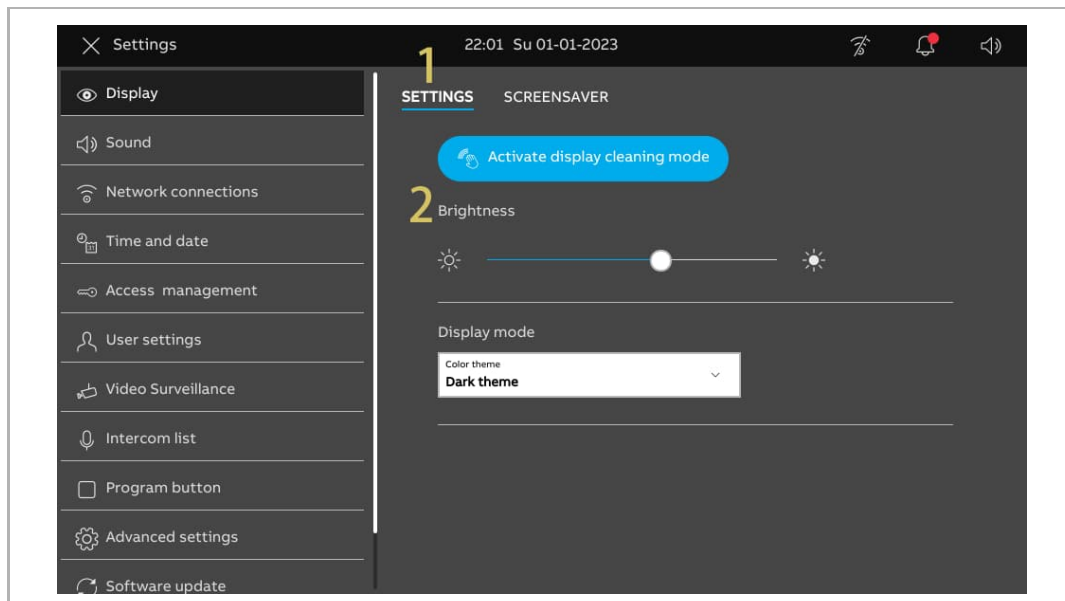 Settings
22:01 Su 01-01-2023
1
Display
SETTINGS SCREENSAVER
Sound
Activate display cleaning mode
Network connections
2
Brightness
Time and date
Access management
User settings
Display mode
Color theme
Dark theme
Video Surveillance
Intercom list
Program button
Advanced settings
Software update